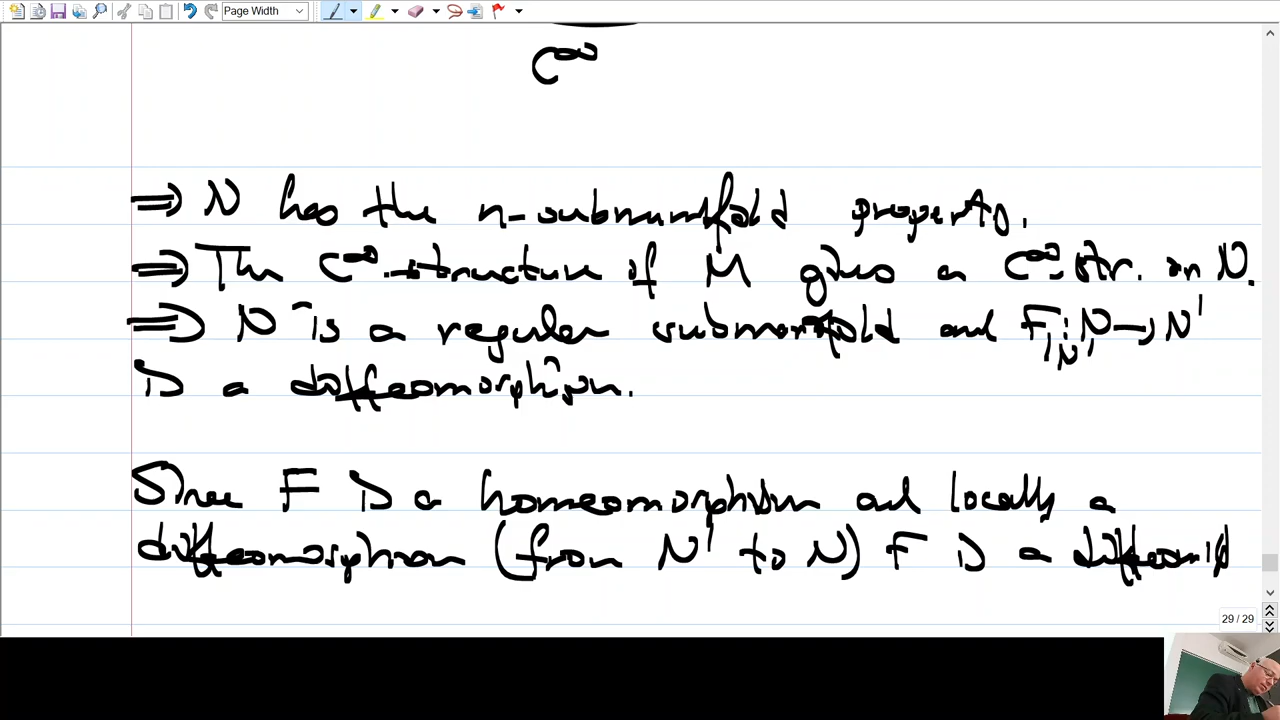 Page Width
C^∞
⇒ N has the n-submanifold property.
⇒ The C^∞-structure of M gives a C^∞-str. on N.
⇒ N is a regular submanifold and F|N' : N → N'
is a diffeomorphism.
Since F is a homeomorphism and locally a
diffeomorphism (from N' to N) F is a diffeomorph
29 / 29